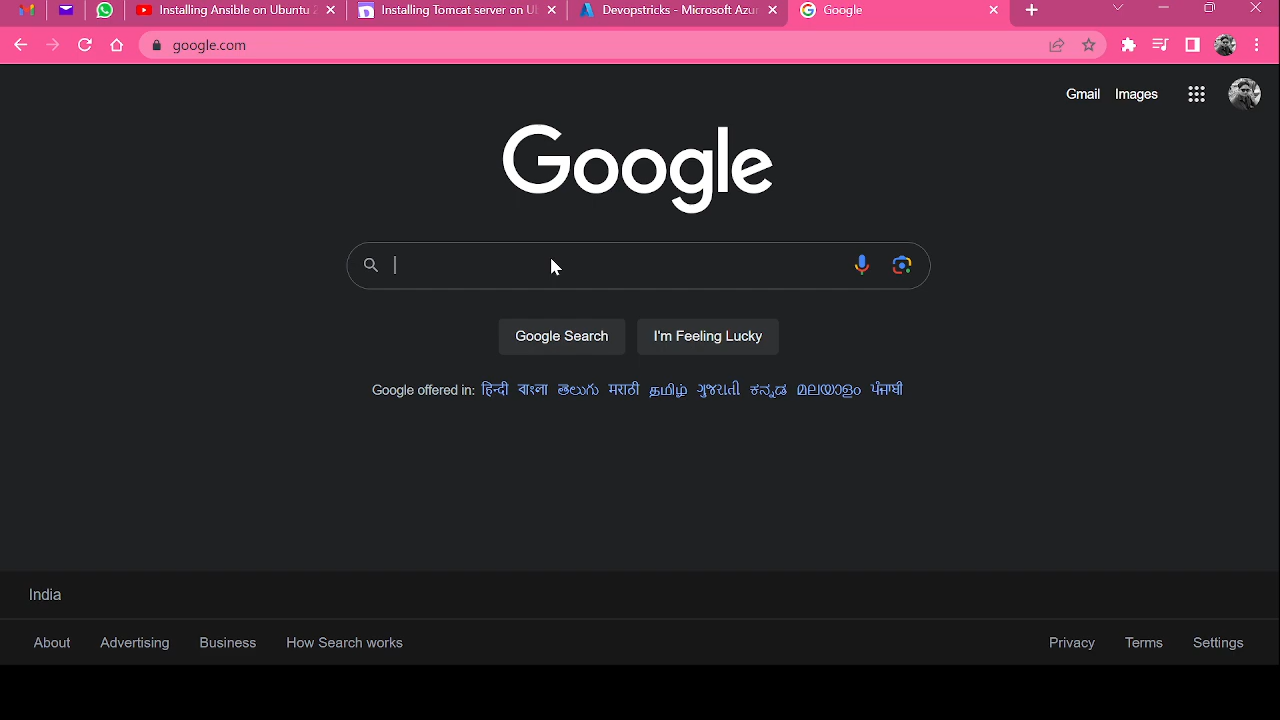 Installing Ansible on Ubuntu 2
Installing Tomcat server on Ub
Devopstricks - Microsoft Azur
Google
google.com
Gmail Images
Google
Google Search I'm Feeling Lucky
Google offered in: हिन्दी বাংলা తెలుగు मराठी தமிழ் ગુજરાતી ಕನ್ನಡ മലയാളം ਪੰਜਾਬੀ
India
About Advertising Business How Search works Privacy Terms Settings